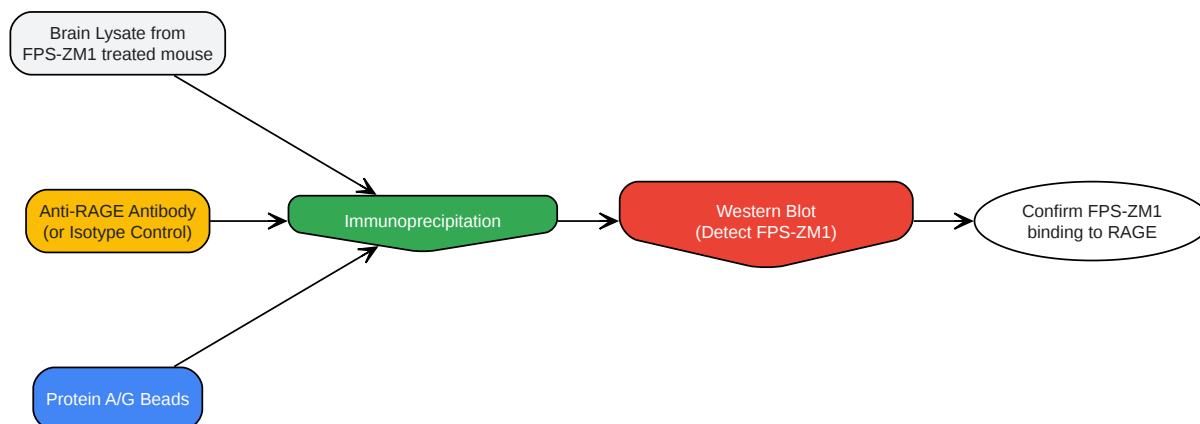 Brain Lysate from
FPS-ZM1 treated mouse
Anti-RAGE Antibody
(or Isotype Control)
Protein A/G Beads
Immunoprecipitation
Western Blot
(Detect FPS-ZM1)
Confirm FPS-ZM1
binding to RAGE